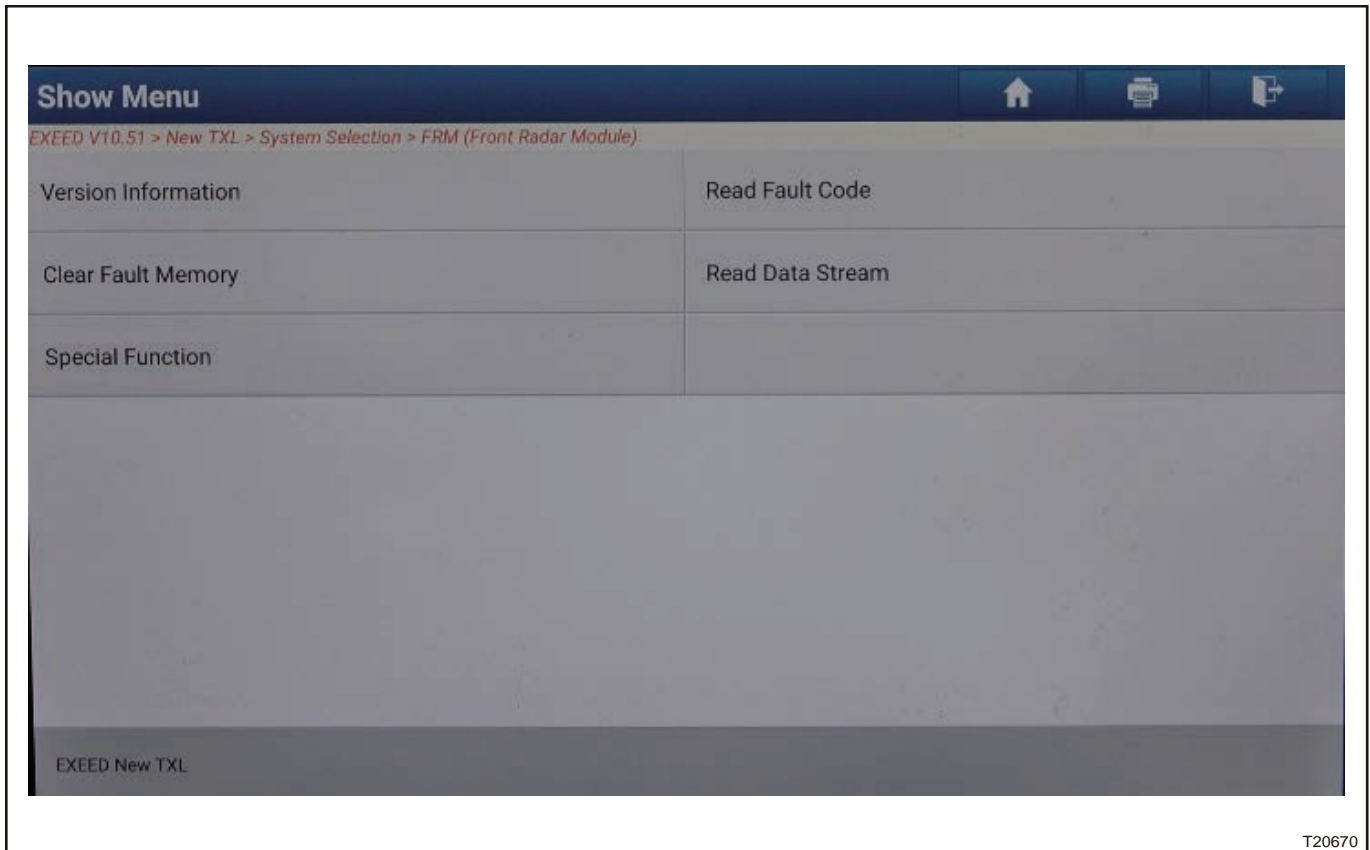 Show Menu
EXEED V10.51 > New TXL > System Selection > FRM (Front Radar Module)
Version Information
Read Fault Code
Clear Fault Memory
Read Data Stream
Special Function
EXEED New TXL
T20670